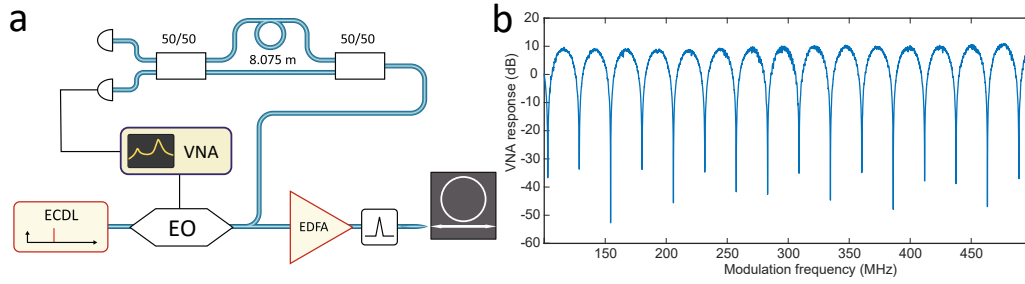 a
50/50
50/50
8.075 m
VNA
ECDL
EO
EDFA
b
20
10
0
-10
-20
-30
-40
-50
-60
VNA response (dB)
150
200
250
300
350
400
450
Modulation frequency (MHz)